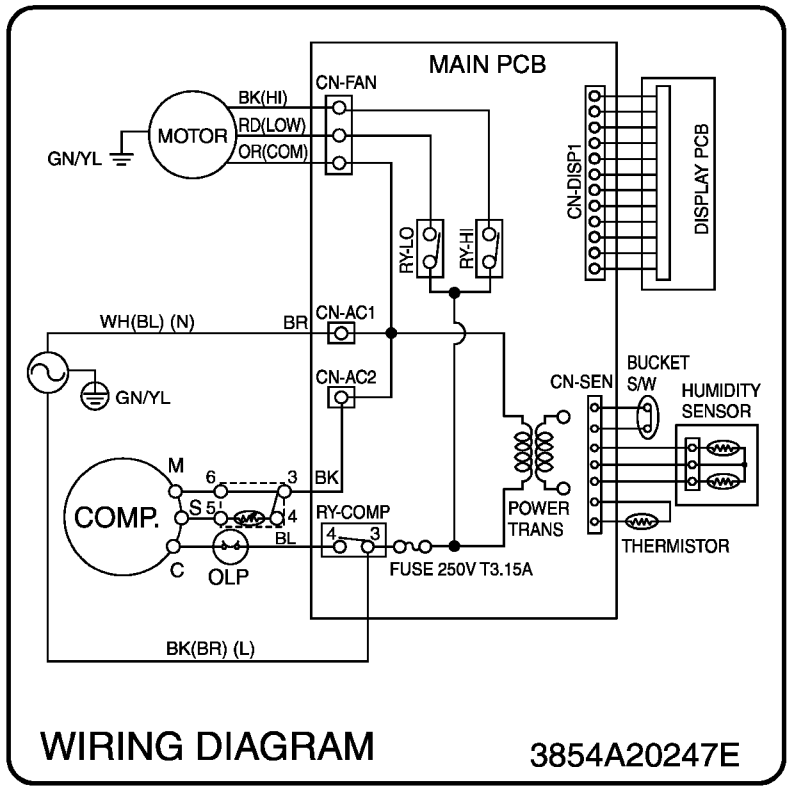 MAIN PCB
CN-FAN
BK(HI)
RD(LOW)
OR(COM)
MOTOR
GN/YL
CN-DISP1
DISPLAY PCB
RY-LO
RY-HI
CN-AC1
WH(BL) (N)
BR
CN-AC2
GN/YL
CN-SEN
BUCKET
S/W
HUMIDITY
SENSOR
M
6
3
BK
COMP.
S
5
4
RY-COMP
4
3
BL
C
OLP
POWER
TRANS
THERMISTOR
FUSE 250V T3.15A
BK(BR) (L)
WIRING DIAGRAM
3854A20247E